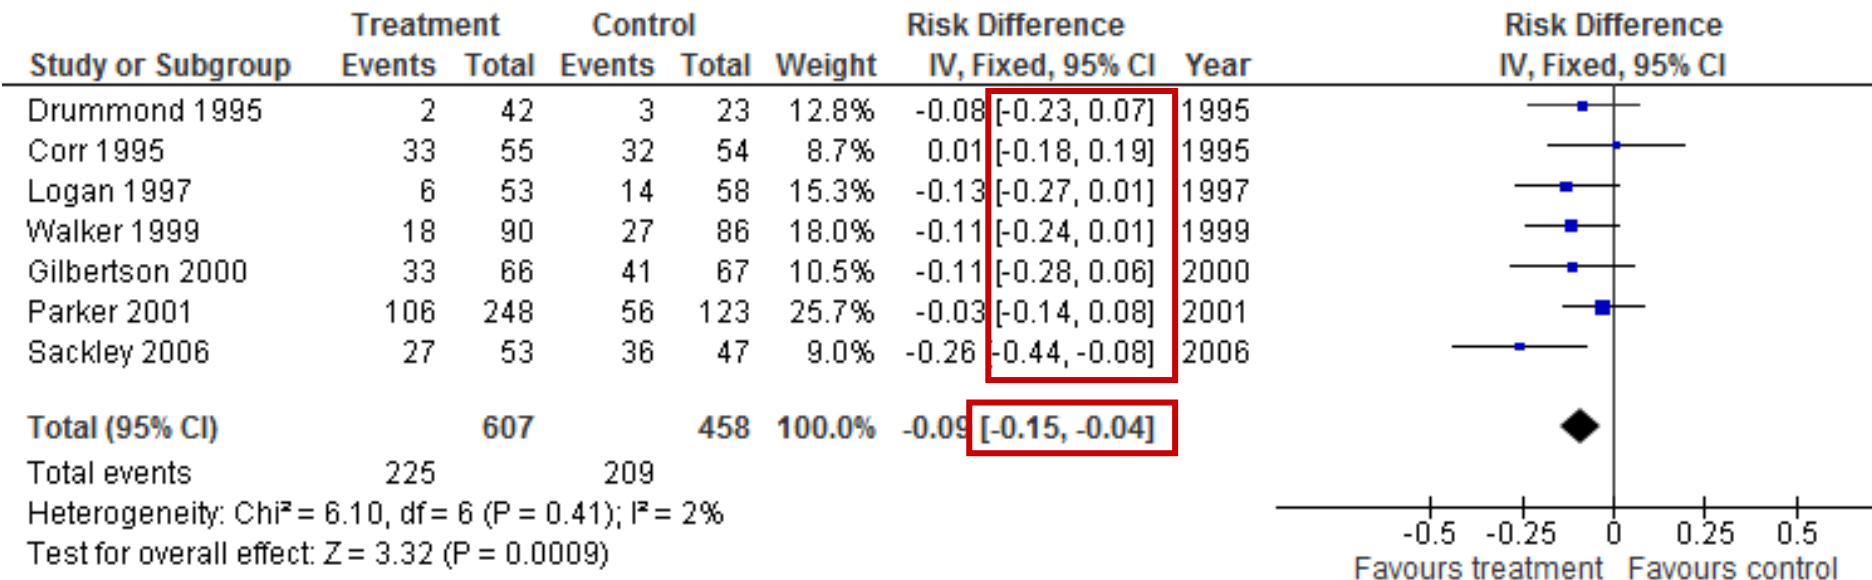 Treatment Control Risk Difference Risk Difference
Study or Subgroup Events Total Events Total Weight IV, Fixed, 95% CI Year IV, Fixed, 95% CI
Drummond 1995 2 42 3 23 12.8% -0.08 [-0.23, 0.07] 1995
Corr 1995 33 55 32 54 8.7% 0.01 [-0.18, 0.19] 1995
Logan 1997 6 53 14 58 15.3% -0.13 [-0.27, 0.01] 1997
Walker 1999 18 90 27 86 18.0% -0.11 [-0.24, 0.01] 1999
Gilbertson 2000 33 66 41 67 10.5% -0.11 [-0.28, 0.06] 2000
Parker 2001 106 248 56 123 25.7% -0.03 [-0.14, 0.08] 2001
Sackley 2006 27 53 36 47 9.0% -0.26 [-0.44, -0.08] 2006
Total (95% CI) 607 458 100.0% -0.09 [-0.15, -0.04]
Total events 225 209
Heterogeneity: Chi² = 6.10, df = 6 (P = 0.41); I² = 2%
Test for overall effect: Z = 3.32 (P = 0.0009)
-0.5 -0.25 0 0.25 0.5
Favours treatment Favours control